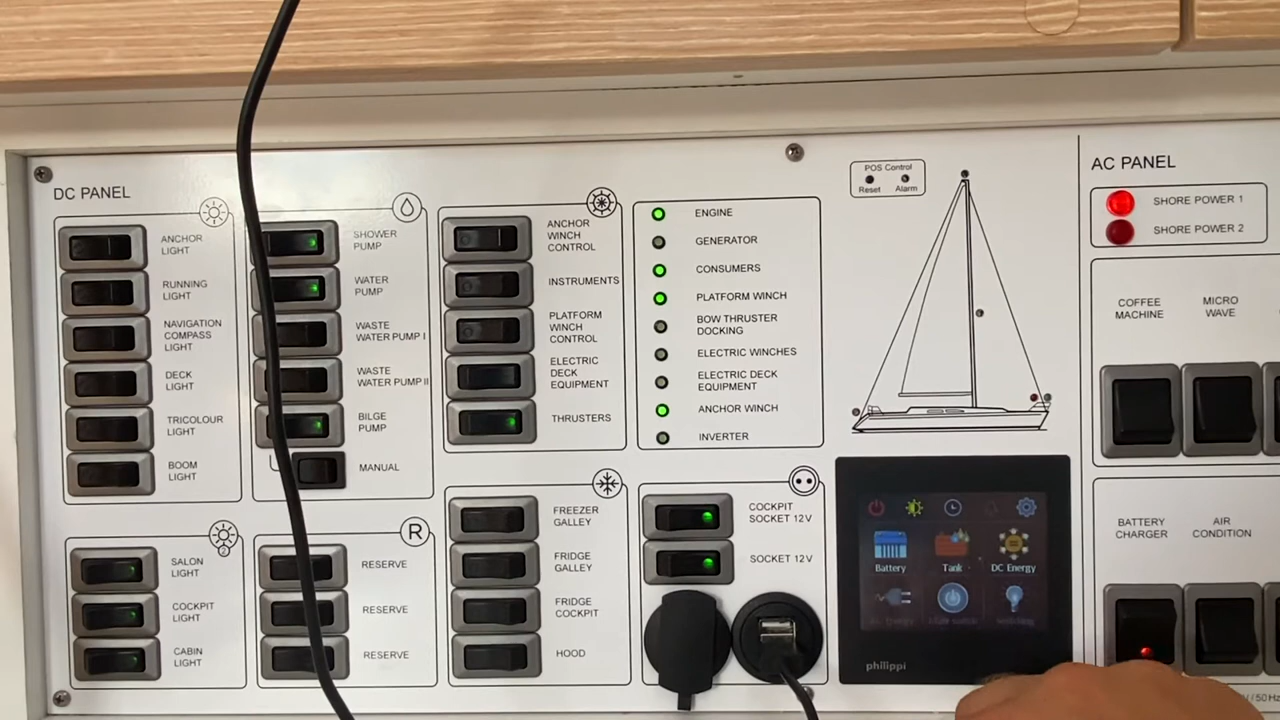 DC PANEL
ANCHOR
LIGHT
RUNNING
LIGHT
NAVIGATION
COMPASS
LIGHT
DECK
LIGHT
TRICOLOUR
LIGHT
BOOM
LIGHT
SHOWER
PUMP
WATER
PUMP
WASTE
WATER PUMP I
WASTE
WATER PUMP II
BILGE
PUMP
MANUAL
ANCHOR
WINCH
CONTROL
INSTRUMENTS
PLATFORM
WINCH
CONTROL
ELECTRIC
DECK
EQUIPMENT
THRUSTERS
ENGINE
GENERATOR
CONSUMERS
PLATFORM WINCH
BOW THRUSTER
DOCKING
ELECTRIC WINCHES
ELECTRIC DECK
EQUIPMENT
ANCHOR WINCH
INVERTER
POS Control
Reset Alarm
2
SALON
LIGHT
COCKPIT
LIGHT
CABIN
LIGHT
R
RESERVE
RESERVE
RESERVE
FREEZER
GALLEY
FRIDGE
GALLEY
FRIDGE
COCKPIT
HOOD
COCKPIT
SOCKET 12V
SOCKET 12V
Battery Tank DC Energy
philippi
AC PANEL
SHORE POWER 1
SHORE POWER 2
COFFEE
MACHINE
MICRO
WAVE
BATTERY
CHARGER
AIR
CONDITION
/ 50 Hz